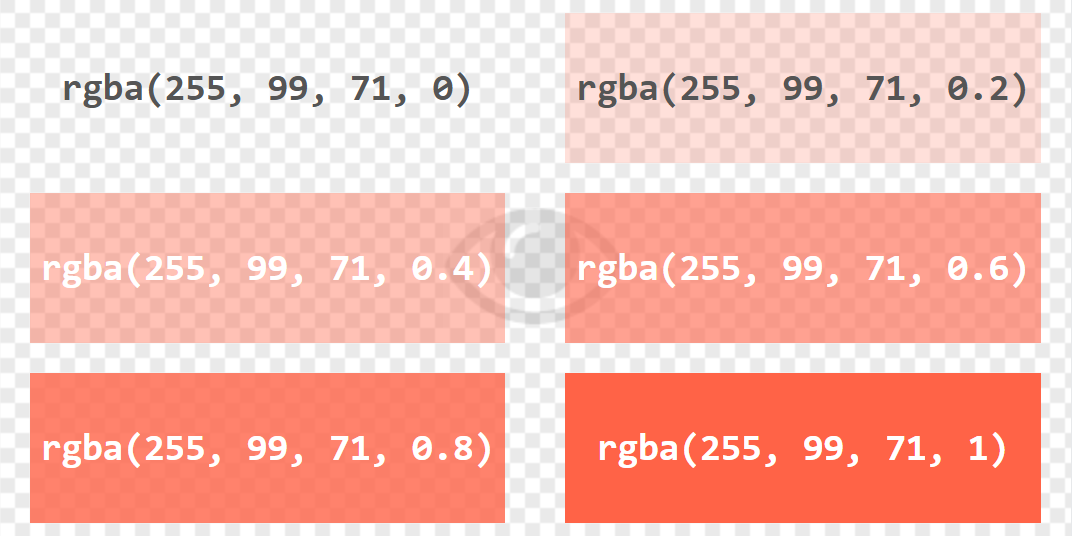 rgba(255, 99, 71, 0)
rgba(255, 99, 71, 0.2)
rgba(255, 99, 71, 0.4)
rgba(255, 99, 71, 0.6)
rgba(255, 99, 71, 0.8)
rgba(255, 99, 71, 1)